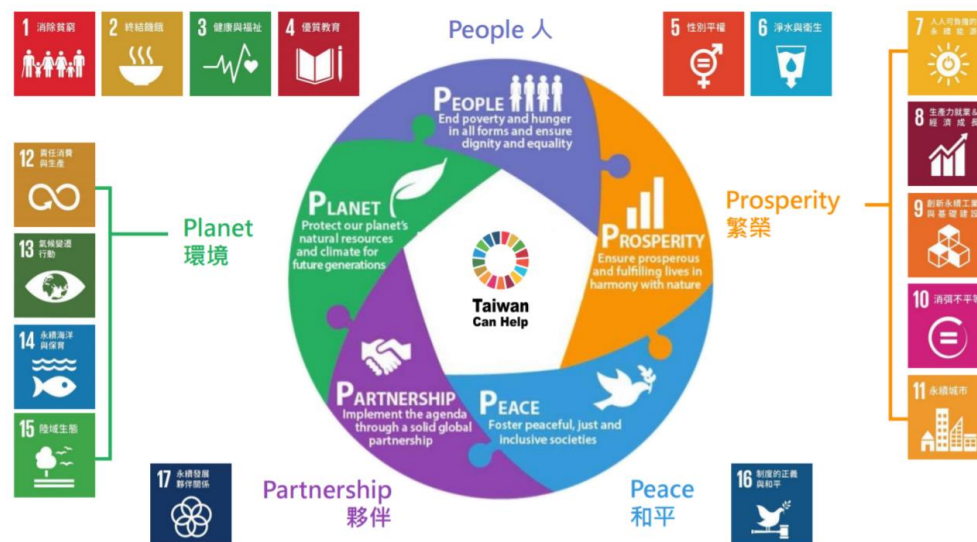 1 消除貧窮
2 終結飢餓
3 健康與福祉
4 優質教育
People 人
5 性別平權
6 淨水與衛生
7 人人可負擔的
永續能源
8 生產力就業&
經濟成長
9 創新永續工業
與基礎建設
10 消弭不平等
11 永續城市
12 責任消費
與生產
13 氣候變遷
行動
14 永續海洋
與保育
15 陸域生態
Planet
環境
Prosperity
繁榮
PEOPLE
End poverty and hunger
in all forms and ensure
dignity and equality
PLANET
Protect our planet's
natural resources
and climate for
future generations
PROSPERITY
Ensure prosperous
and fulfilling lives in
harmony with nature
Taiwan
Can Help
PARTNERSHIP
Implement the agenda
through a solid global
partnership
PEACE
Foster peaceful, just and
inclusive societies
17 永續發展
夥伴關係
Partnership
夥伴
Peace
和平
16 制度的正義
與和平